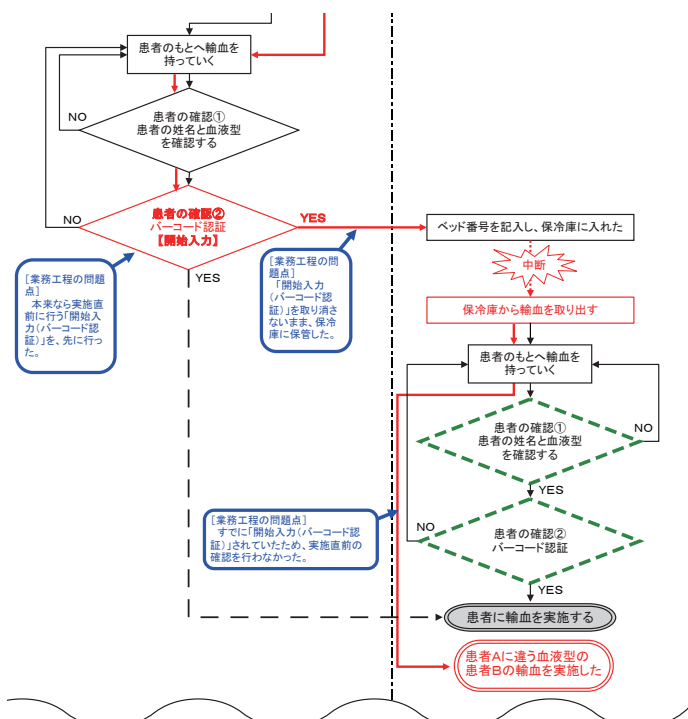 患者のもとへ輸血を
持っていく
NO
患者の確認①
患者の姓名と血液型
を確認する
NO
患者の確認②
バーコード認証
【開始入力】
YES
YES
[業務工程の問題
点]
本来なら実施直
前に行う「開始入
力(バーコード認
証)」を、先に行っ
た。
[業務工程の問
題点]
「開始入力
(バーコード認
証)」を取り消さ
ないまま、保冷
庫に保管した。
ベッド番号を記入し、保冷庫に入れた
中断
保冷庫から輸血を取り出す
患者のもとへ輸血を
持っていく
患者の確認①
患者の姓名と血液型
を確認する
NO
YES
[業務工程の問題点]
すでに「開始入力(バーコード認
証)」されていたため、実施直前の
確認を行わなかった。
NO
患者の確認②
バーコード認証
YES
患者に輸血を実施する
患者Aに違う血液型の
患者Bの輸血を実施した